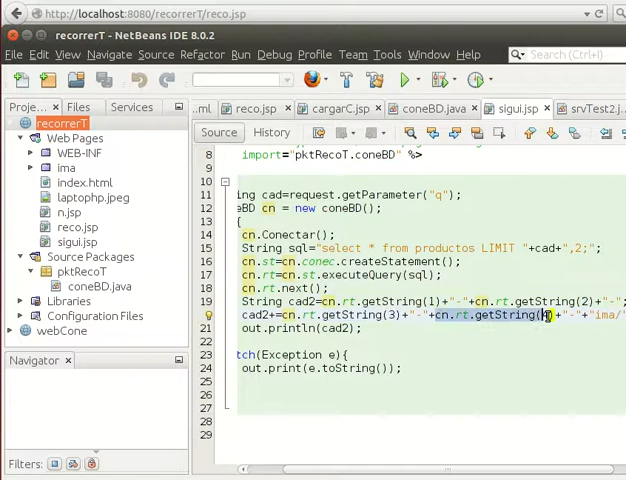 http://localhost:8080/recorrerT/reco.jsp
recorrerT - NetBeans IDE 8.0.2
File Edit View Navigate Source Refactor Run Debug Profile Team Tools Window Help
Search (Ctrl+I)
Proje... Files Services
...ml reco.jsp cargarC.jsp coneBD.java sigui.jsp srvTest2.j
Source History
recorrerT
Web Pages
WEB-INF
ima
index.html
laptophp.jpeg
n.jsp
reco.jsp
sigui.jsp
Source Packages
pktRecoT
coneBD.java
Libraries
Configuration Files
webCone
Navigator
Filters:
8 import="pktRecoT.coneBD" %>
9
10
11 ing cad=request.getParameter("q");
12 eBD cn = new coneBD();
13 {
14 cn.Conectar();
15 String sql="select * from productos LIMIT "+cad+",2;";
16 cn.st=cn.conec.createStatement();
17 cn.rt=cn.st.executeQuery(sql);
18 cn.rt.next();
19 String cad2=cn.rt.getString(1)+"-"+cn.rt.getString(2)+"-";
cad2+=cn.rt.getString(3)+"-"+cn.rt.getString( )+"-"+"ima/"
21 out.println(cad2);
22
23 tch(Exception e){
24 out.print(e.toString());
25
26
27
28
29